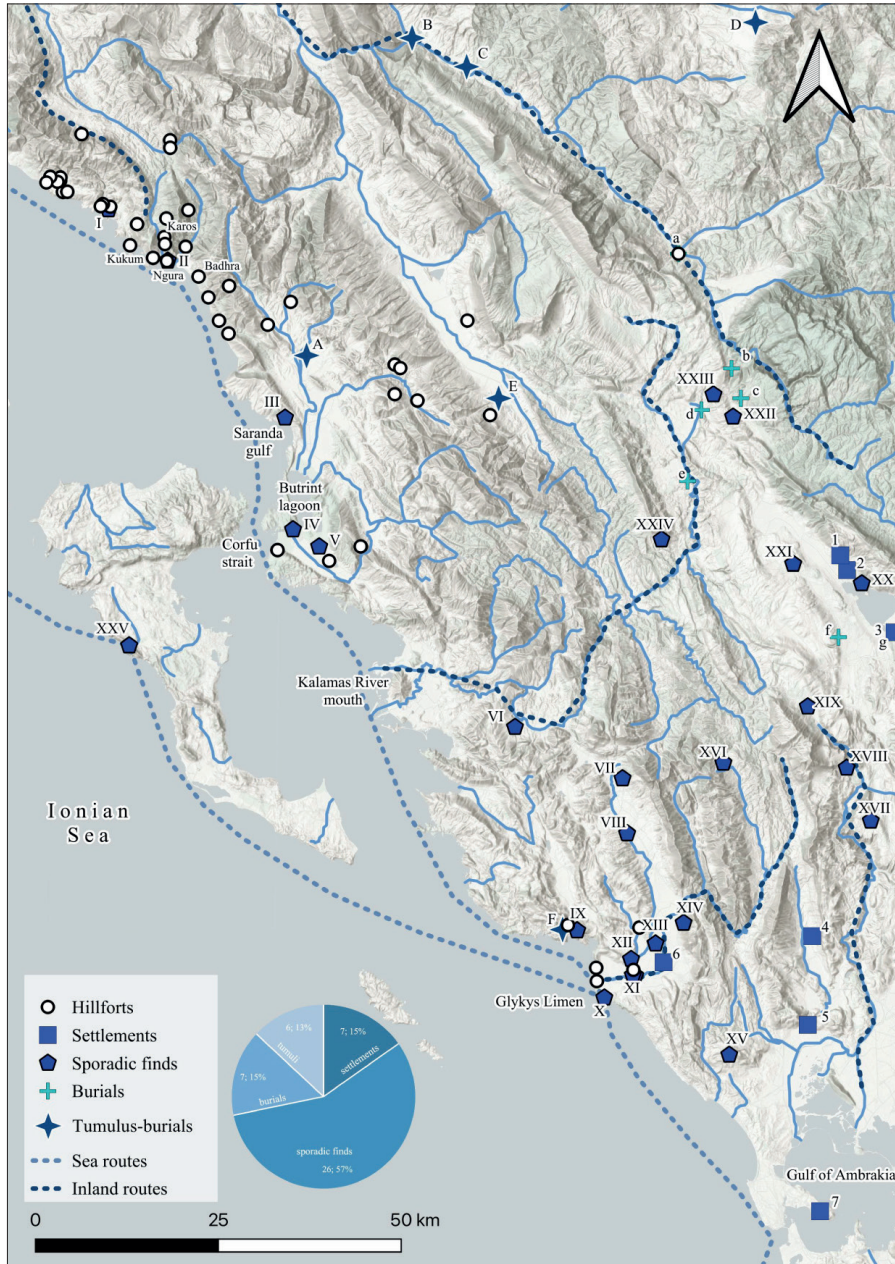 B
C
D
a
I
Karos
Kukum
II
Ngura
Badhra
A
b
XXIII
c
E
d
XXII
III
Saranda
gulf
e
Butrint
lagoon
IV
V
XXIV
Corfu
strait
1
XXI
2
XX
3
g
f
XXV
Kalamas River
mouth
VI
XIX
VII
XVI
XVIII
VIII
XVII
Ionian
Sea
F
IX
XIV
XIII
4
XII
6
XI
Glykys Limen
X
5
XV
Hillforts
Settlements
Sporadic finds
Burials
Tumulus-burials
Sea routes
Inland routes
6; 13%
tumuli
7; 15%
settlements
7; 15%
burials
sporadic finds
26; 57%
Gulf of Ambrakia
7
0
25
50 km